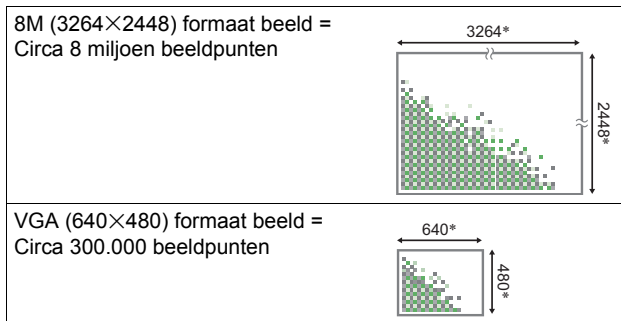 8M (3264×2448) formaat beeld =
Circa 8 miljoen beeldpunten
3264*
2448*
VGA (640×480) formaat beeld =
Circa 300.000 beeldpunten
640*
480*